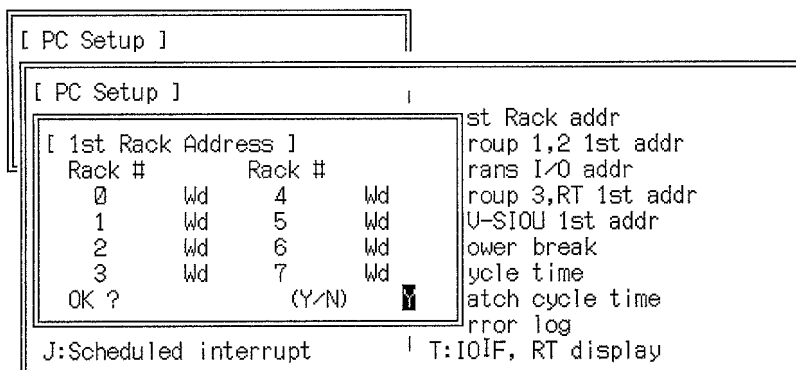 [ PC Setup ]
[ PC Setup ]
st Rack addr
[ 1st Rack Address ]
roup 1,2 1st addr
Rack # Rack #
rans I/O addr
0 Wd 4 Wd
roup 3,RT 1st addr
1 Wd 5 Wd
V-SIOU 1st addr
2 Wd 6 Wd
ower break
3 Wd 7 Wd
ycle time
OK ? (Y/N) Y
atch cycle time
rror log
J:Scheduled interrupt T:IOIF, RT display